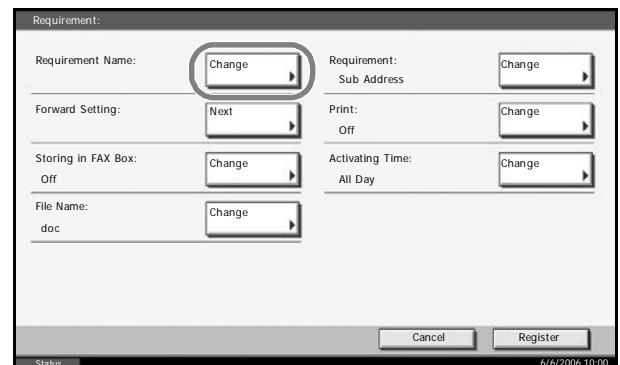 Requirement:
Requirement Name:
Change
Requirement:
Sub Address
Change
Forward Setting:
Next
Print:
Off
Change
Storing in FAX Box:
Off
Change
Activating Time:
All Day
Change
File Name:
doc
Change
Cancel
Register
Status
6/6/2006 10:00